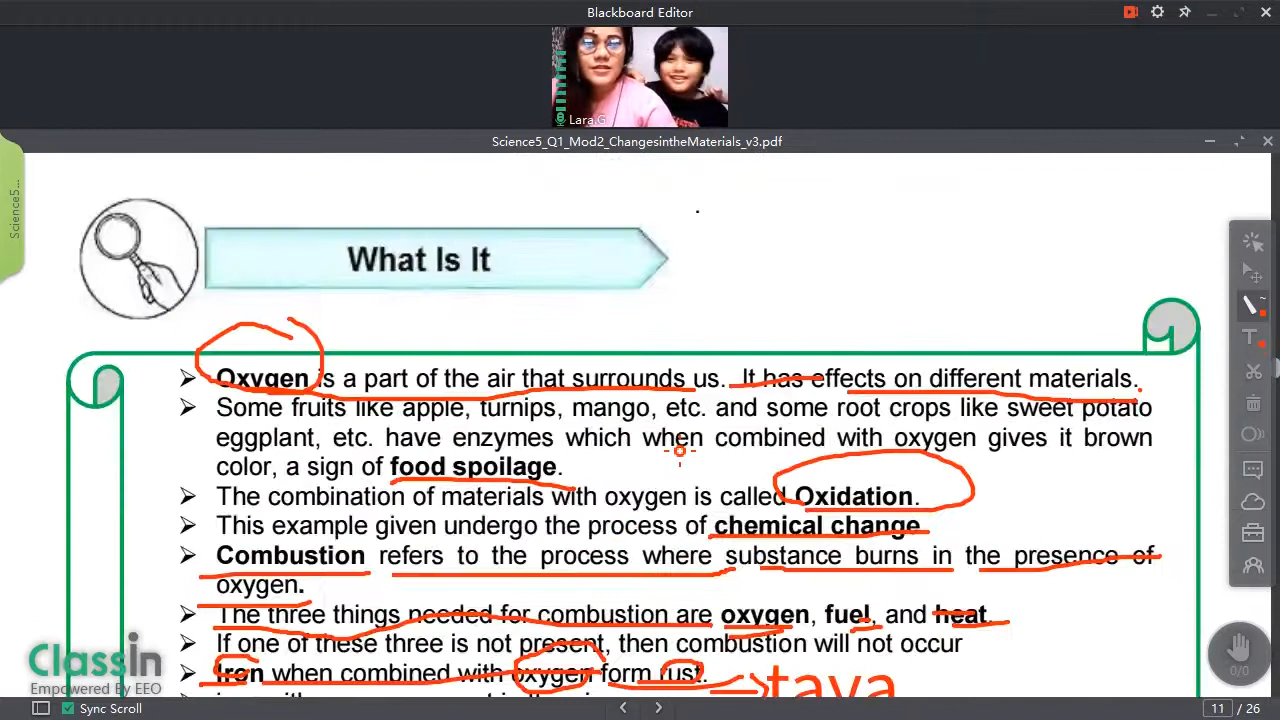 Blackboard Editor
Lara.G
Science5_Q1_Mod2_ChangesintheMaterials_v3.pdf
Science5...
What Is It
➢ Oxygen is a part of the air that surrounds us. It has effects on different materials.
➢ Some fruits like apple, turnips, mango, etc. and some root crops like sweet potato
eggplant, etc. have enzymes which when combined with oxygen gives it brown
color, a sign of food spoilage.
➢ The combination of materials with oxygen is called Oxidation.
➢ This example given undergo the process of chemical change.
➢ Combustion refers to the process where substance burns in the presence of
oxygen.
➢ The three things needed for combustion are oxygen, fuel, and heat.
➢ If one of these three is not present, then combustion will not occur
➢ Iron when combined with oxygen form rust.
taya
0/0
ClassIn
Empowered By EEO
Sync Scroll
11 / 26